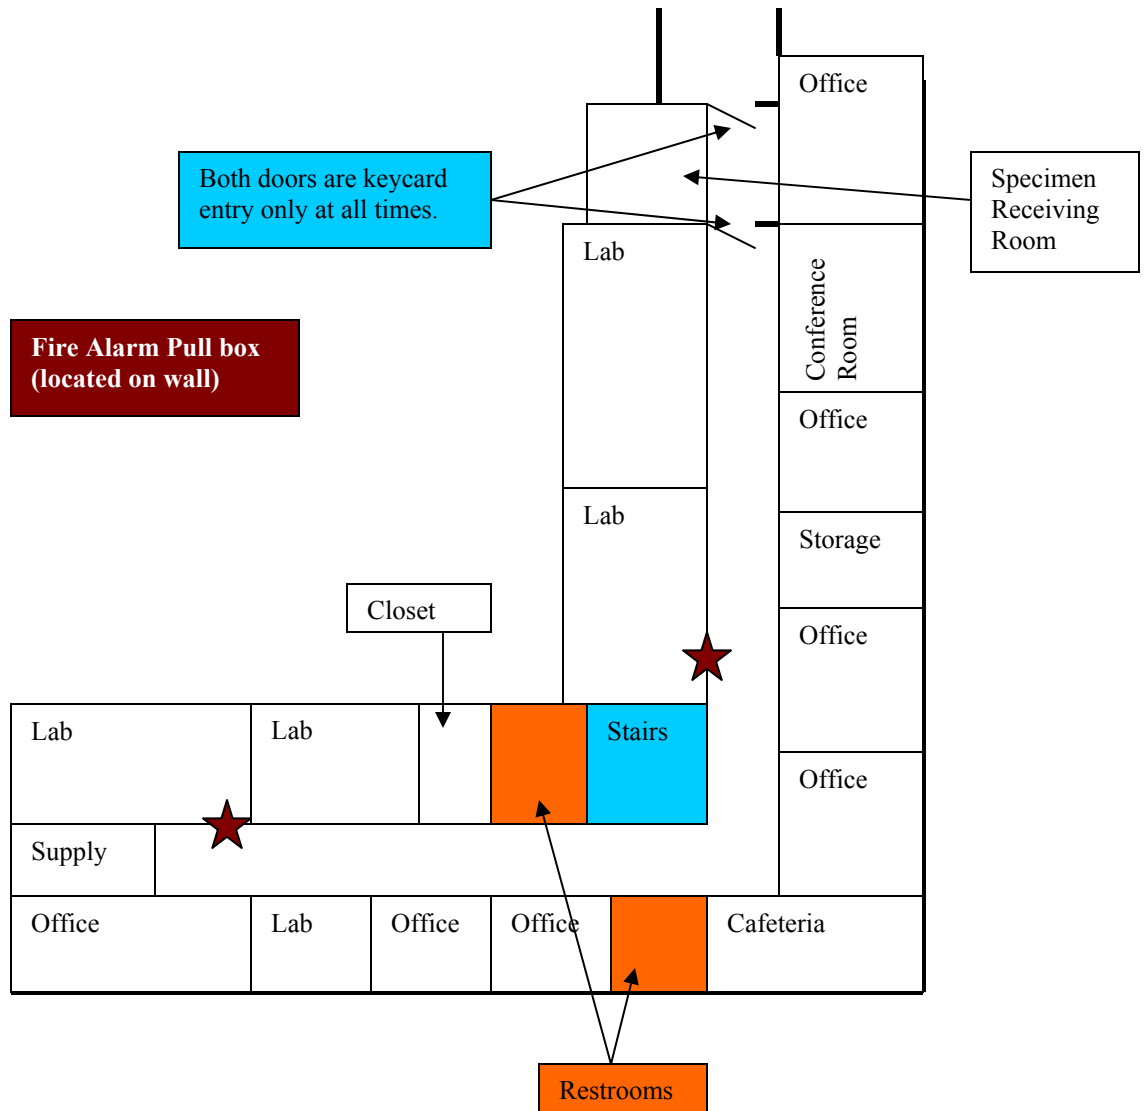 Office
Both doors are keycard
entry only at all times.
Specimen
Receiving
Room
Lab
Conference
Room
Fire Alarm Pull box
(located on wall)
Office
Lab
Storage
Closet
Office
Lab
Lab
Stairs
Office
Supply
Office
Lab
Office
Office
Cafeteria
Restrooms